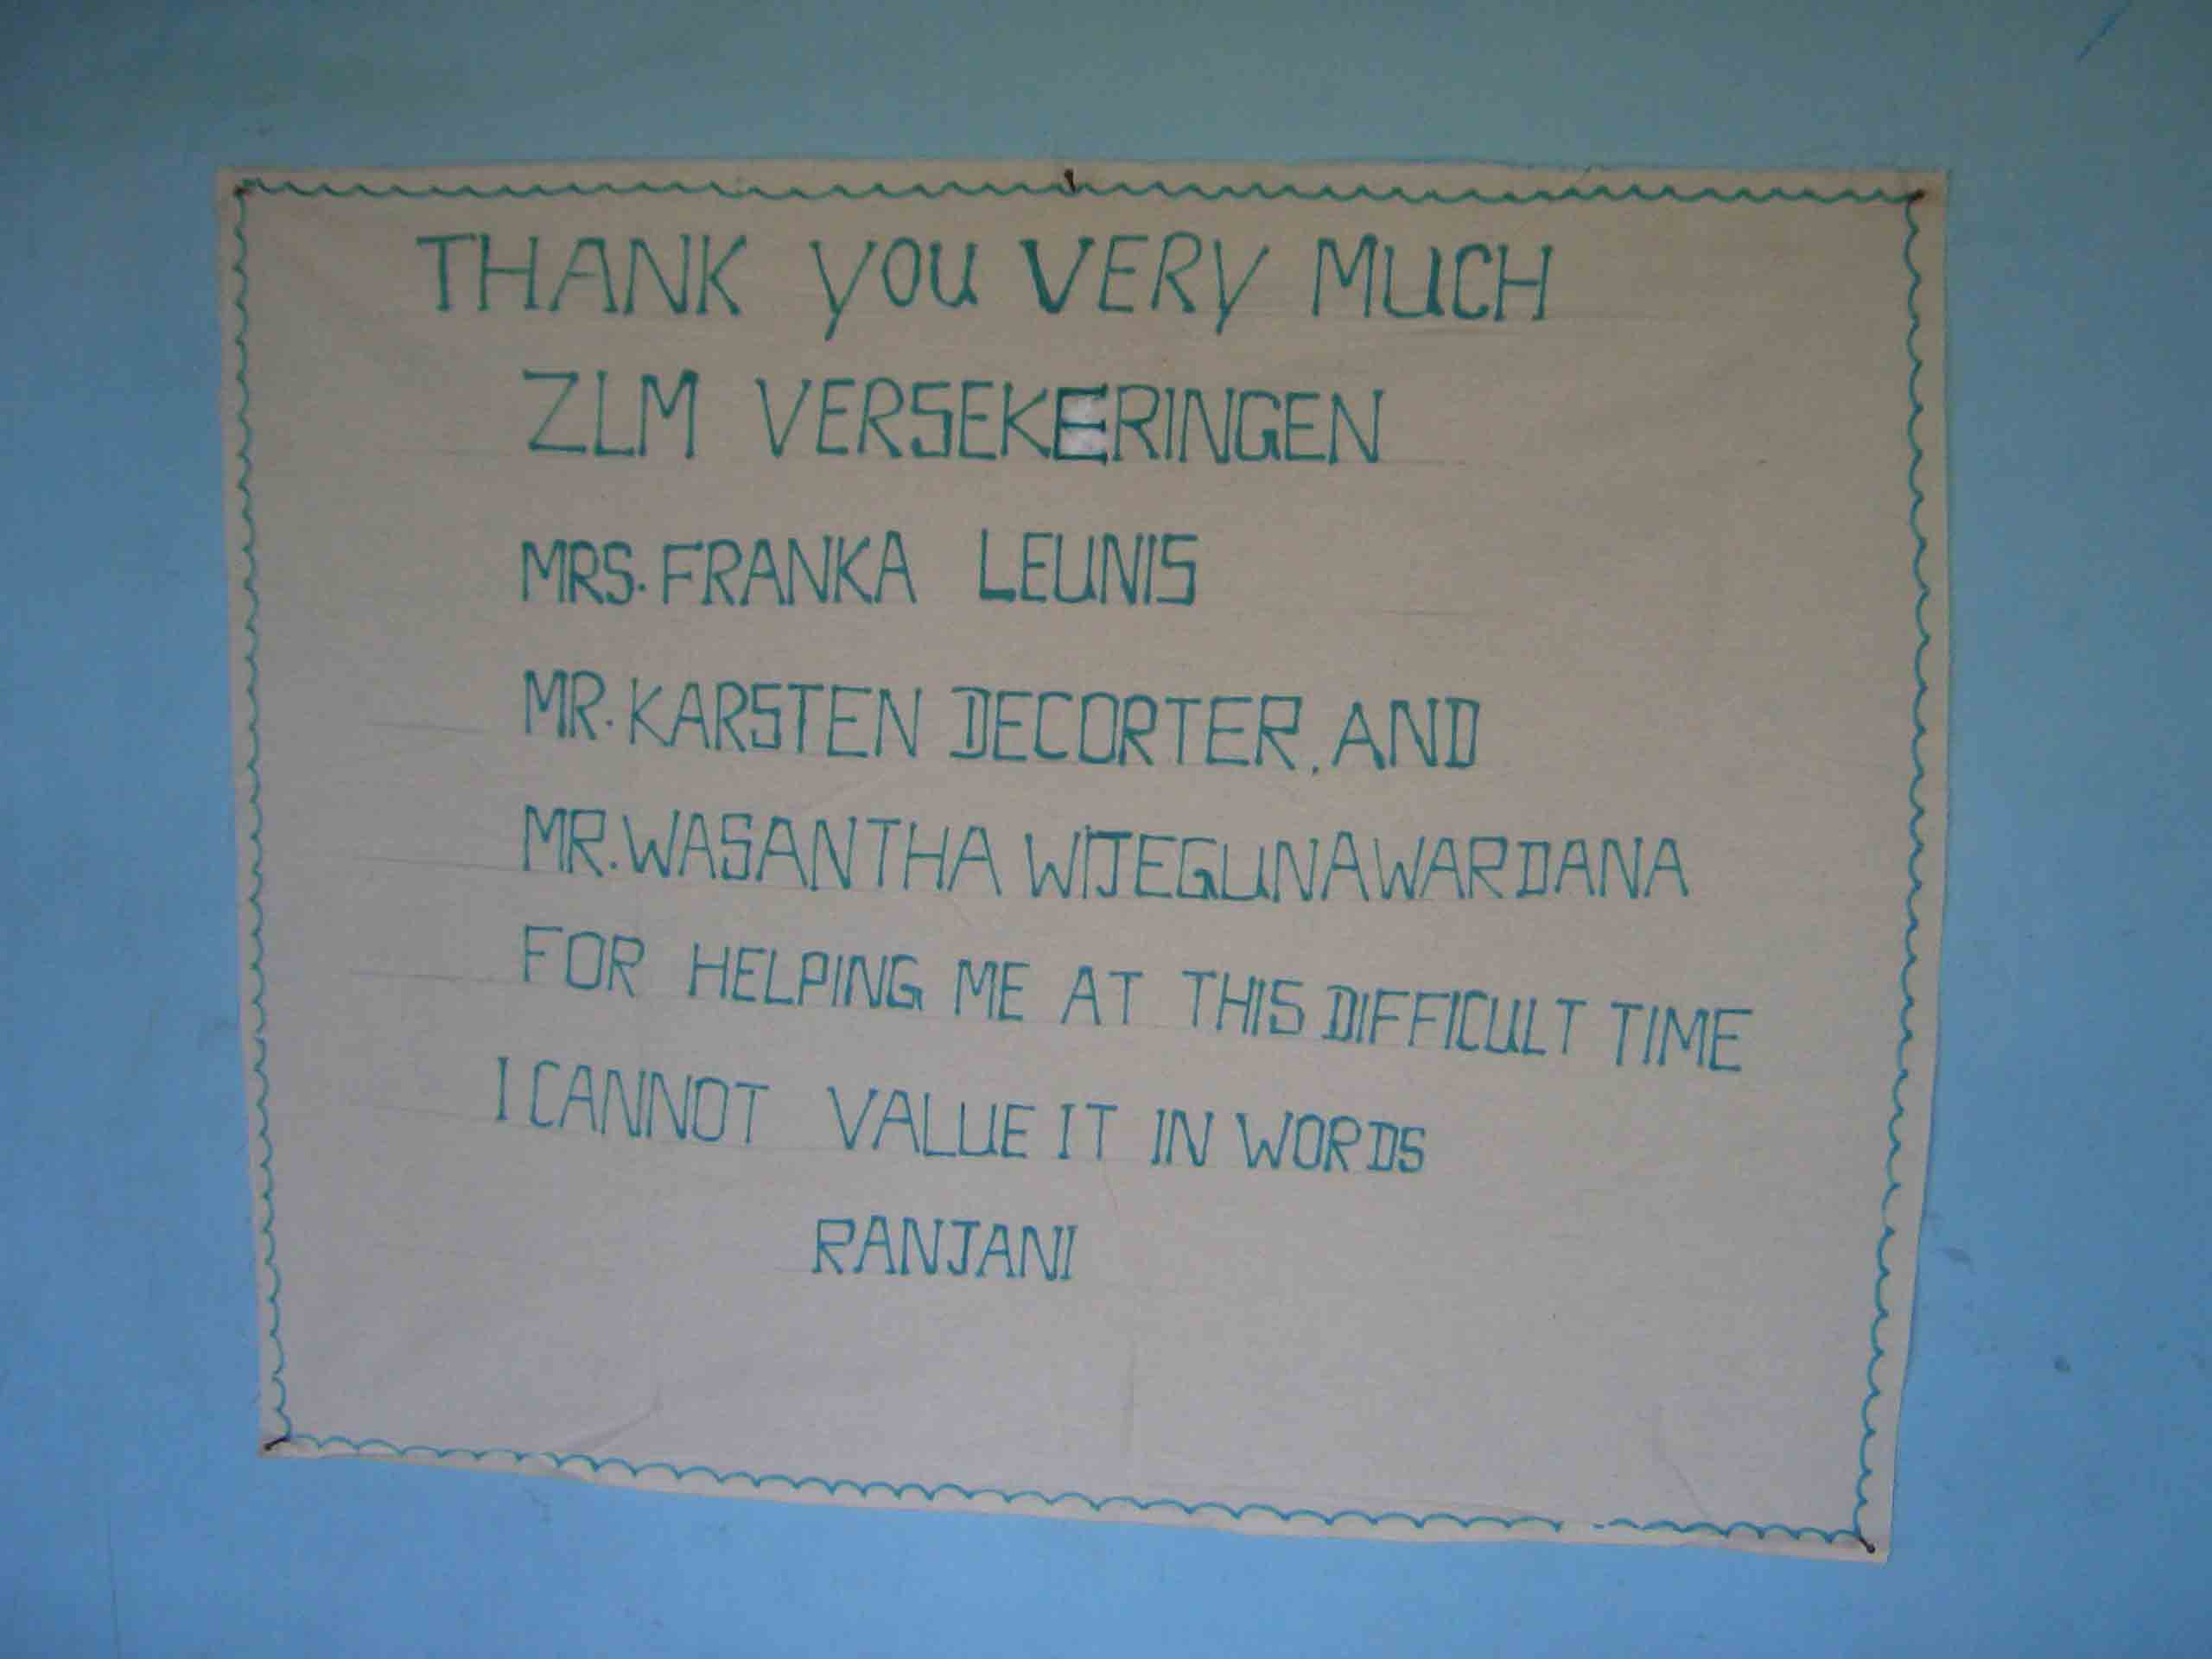 THANK YOU VERY MUCH
ZLM VERSEKERINGEN
MRS. FRANKA LEUNIS
MR. KARSTEN DECORTER, AND
MR. WASANTHA WIJEGUNAWARDANA
FOR HELPING ME AT THIS DIFFICULT TIME
I CANNOT VALUE IT IN WORDS
RANJANI